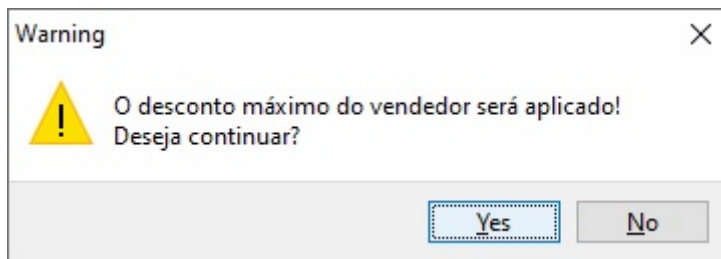 Warning
O desconto máximo do vendedor será aplicado!
Deseja continuar?
Yes No